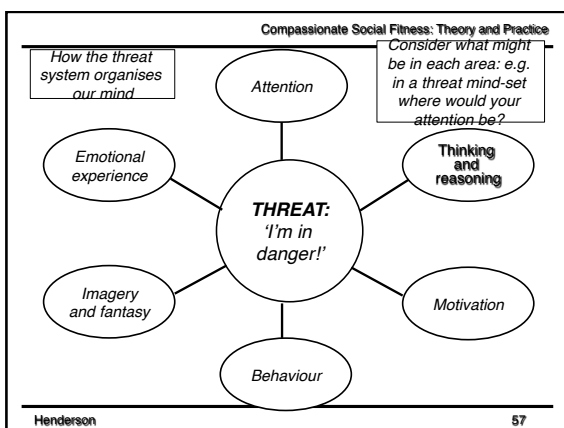 Compassionate Social Fitness: Theory and Practice
How the threat
system organises
our mind
Attention
Consider what might
be in each area: e.g.
in a threat mind-set
where would your
attention be?
Emotional
experience
Thinking
and
reasoning
THREAT:
‘I’m in
danger!’
Imagery
and fantasy
Motivation
Behaviour
Henderson
57